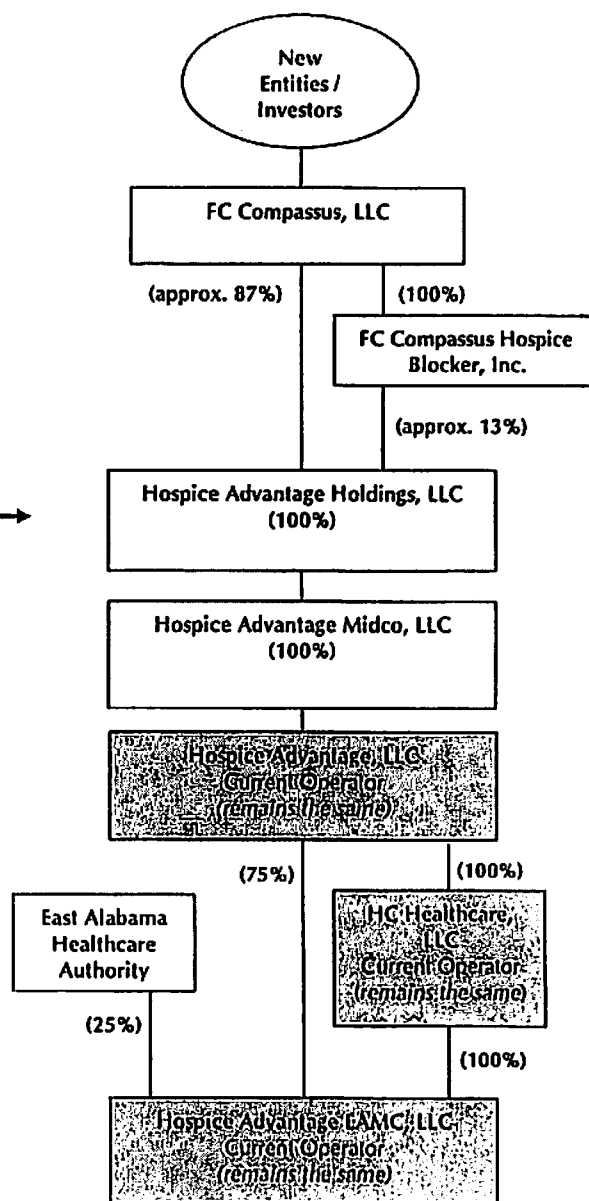 New
Entities /
Investors
FC Compassus, LLC
(approx. 87%)
(100%)
FC Compassus Hospice
Blocker, Inc.
(approx. 13%)
Hospice Advantage Holdings, LLC
(100%)
Hospice Advantage Midco, LLC
(100%)
Hospice Advantage, LLC
Current Operator
(remains the same)
(75%)
(100%)
East Alabama
Healthcare
Authority
HC Healthcare,
LLC
Current Operator
(remains the same)
(25%)
(100%)
Hospice Advantage EAMC, LLC
Current Operator
(remains the same)